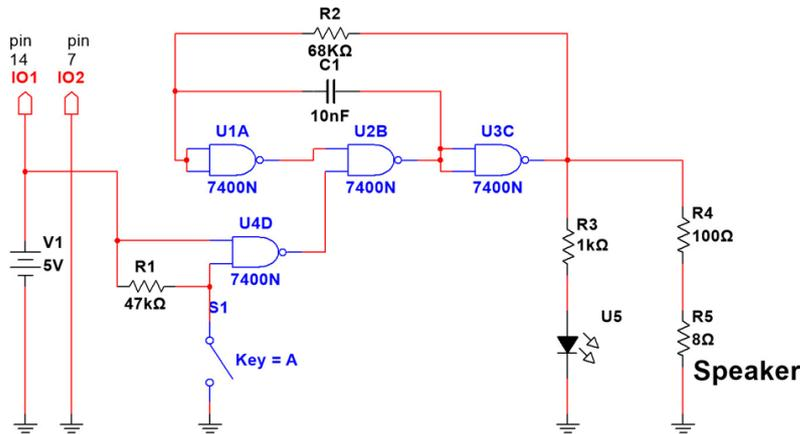 R2
68KΩ
C1
10nF
pin
14
IO1
pin
7
IO2
U1A
7400N
U2B
7400N
U3C
7400N
U4D
7400N
V1
5V
R1
47kΩ
S1
Key = A
R3
1kΩ
R4
100Ω
U5
R5
8Ω
Speaker